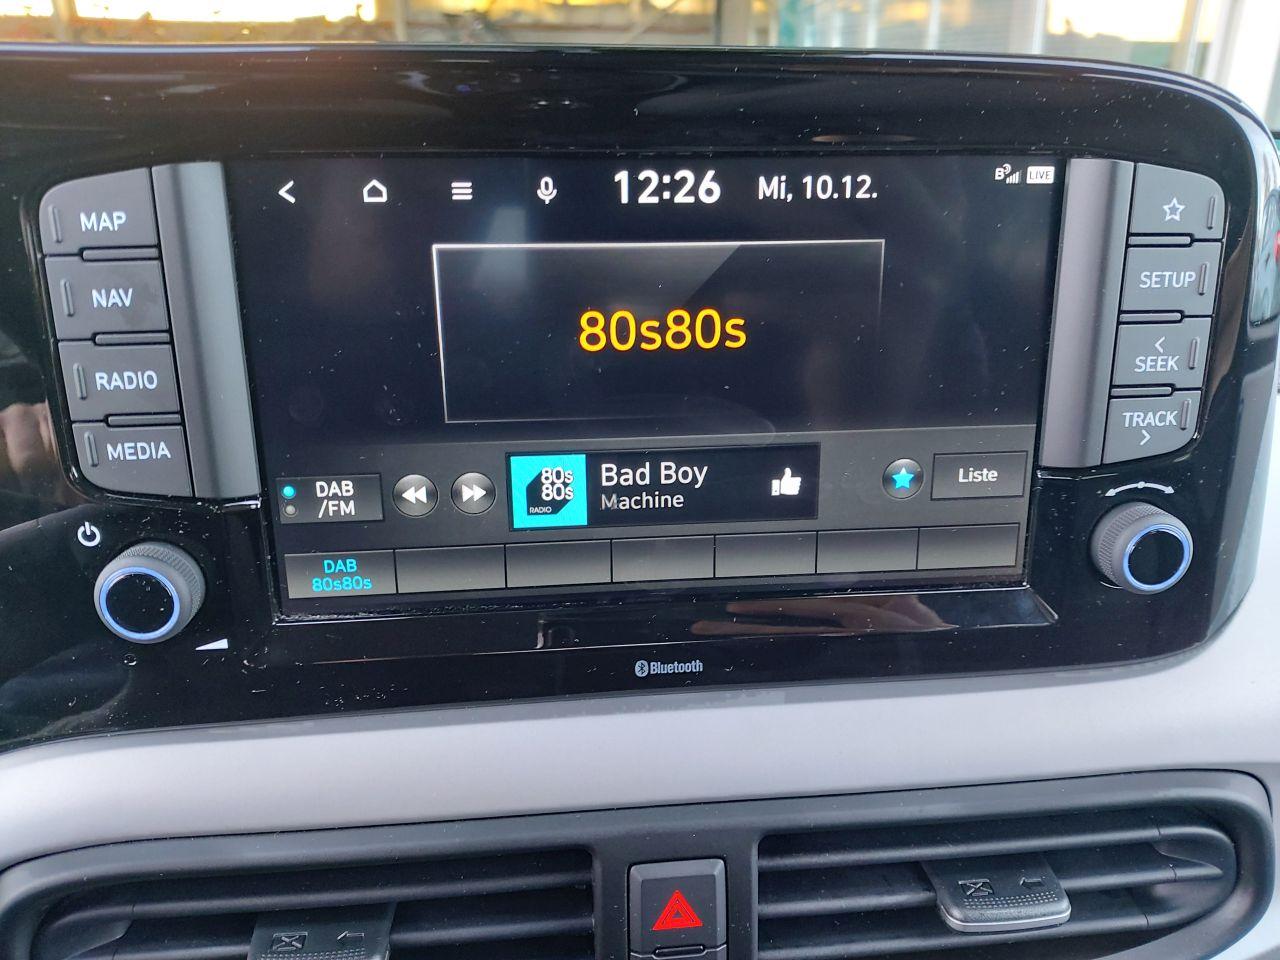 12:26 Mi, 10.12.
LIVE
MAP
NAV
RADIO
MEDIA
80s80s
DAB
/FM
80s
80s
RADIO
Bad Boy
Machine
Liste
DAB
80s80s
SETUP
< SEEK
TRACK >
Bluetooth